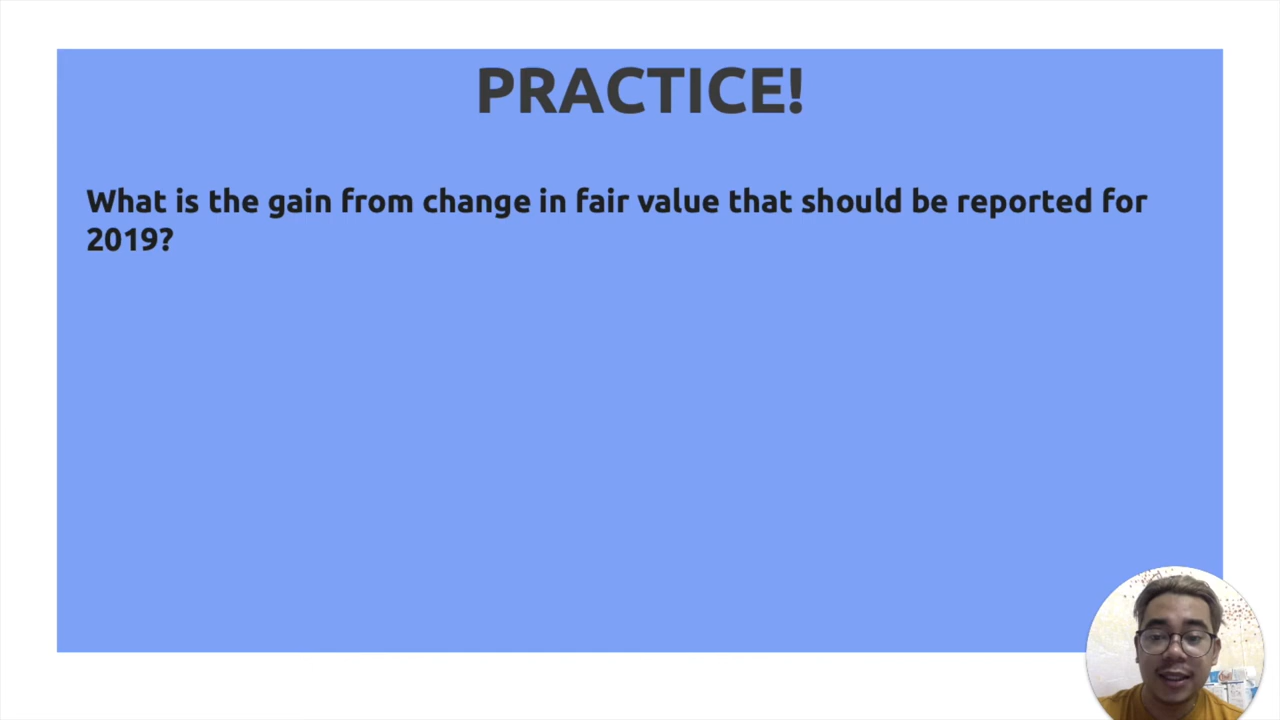 PRACTICE!
What is the gain from change in fair value that should be reported for
2019?